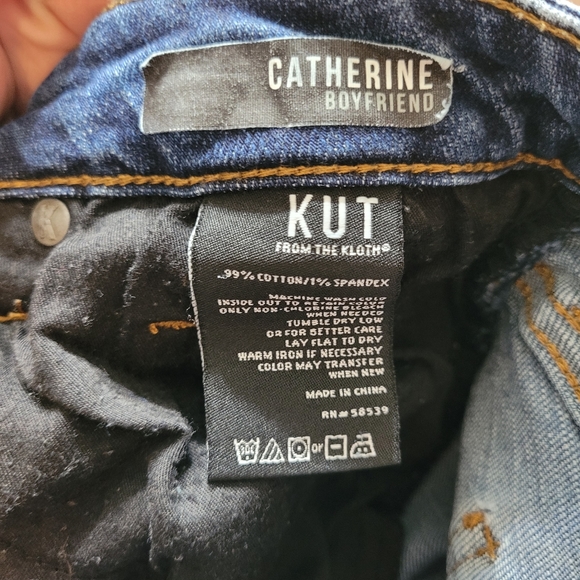 CATHERINE
BOYFRIEND
KUT
FROM THE KLOTH®
99% COTTON/1% SPANDEX
MACHINE WASH COLD
INSIDE OUT TO RETAIN COLOR
ONLY NON-CHLORINE BLEACH
WHEN NEEDED
TUMBLE DRY LOW
OR FOR BETTER CARE
LAY FLAT TO DRY
WARM IRON IF NECESSARY
COLOR MAY TRANSFER
WHEN NEW
MADE IN CHINA
RN# 58539
30C or